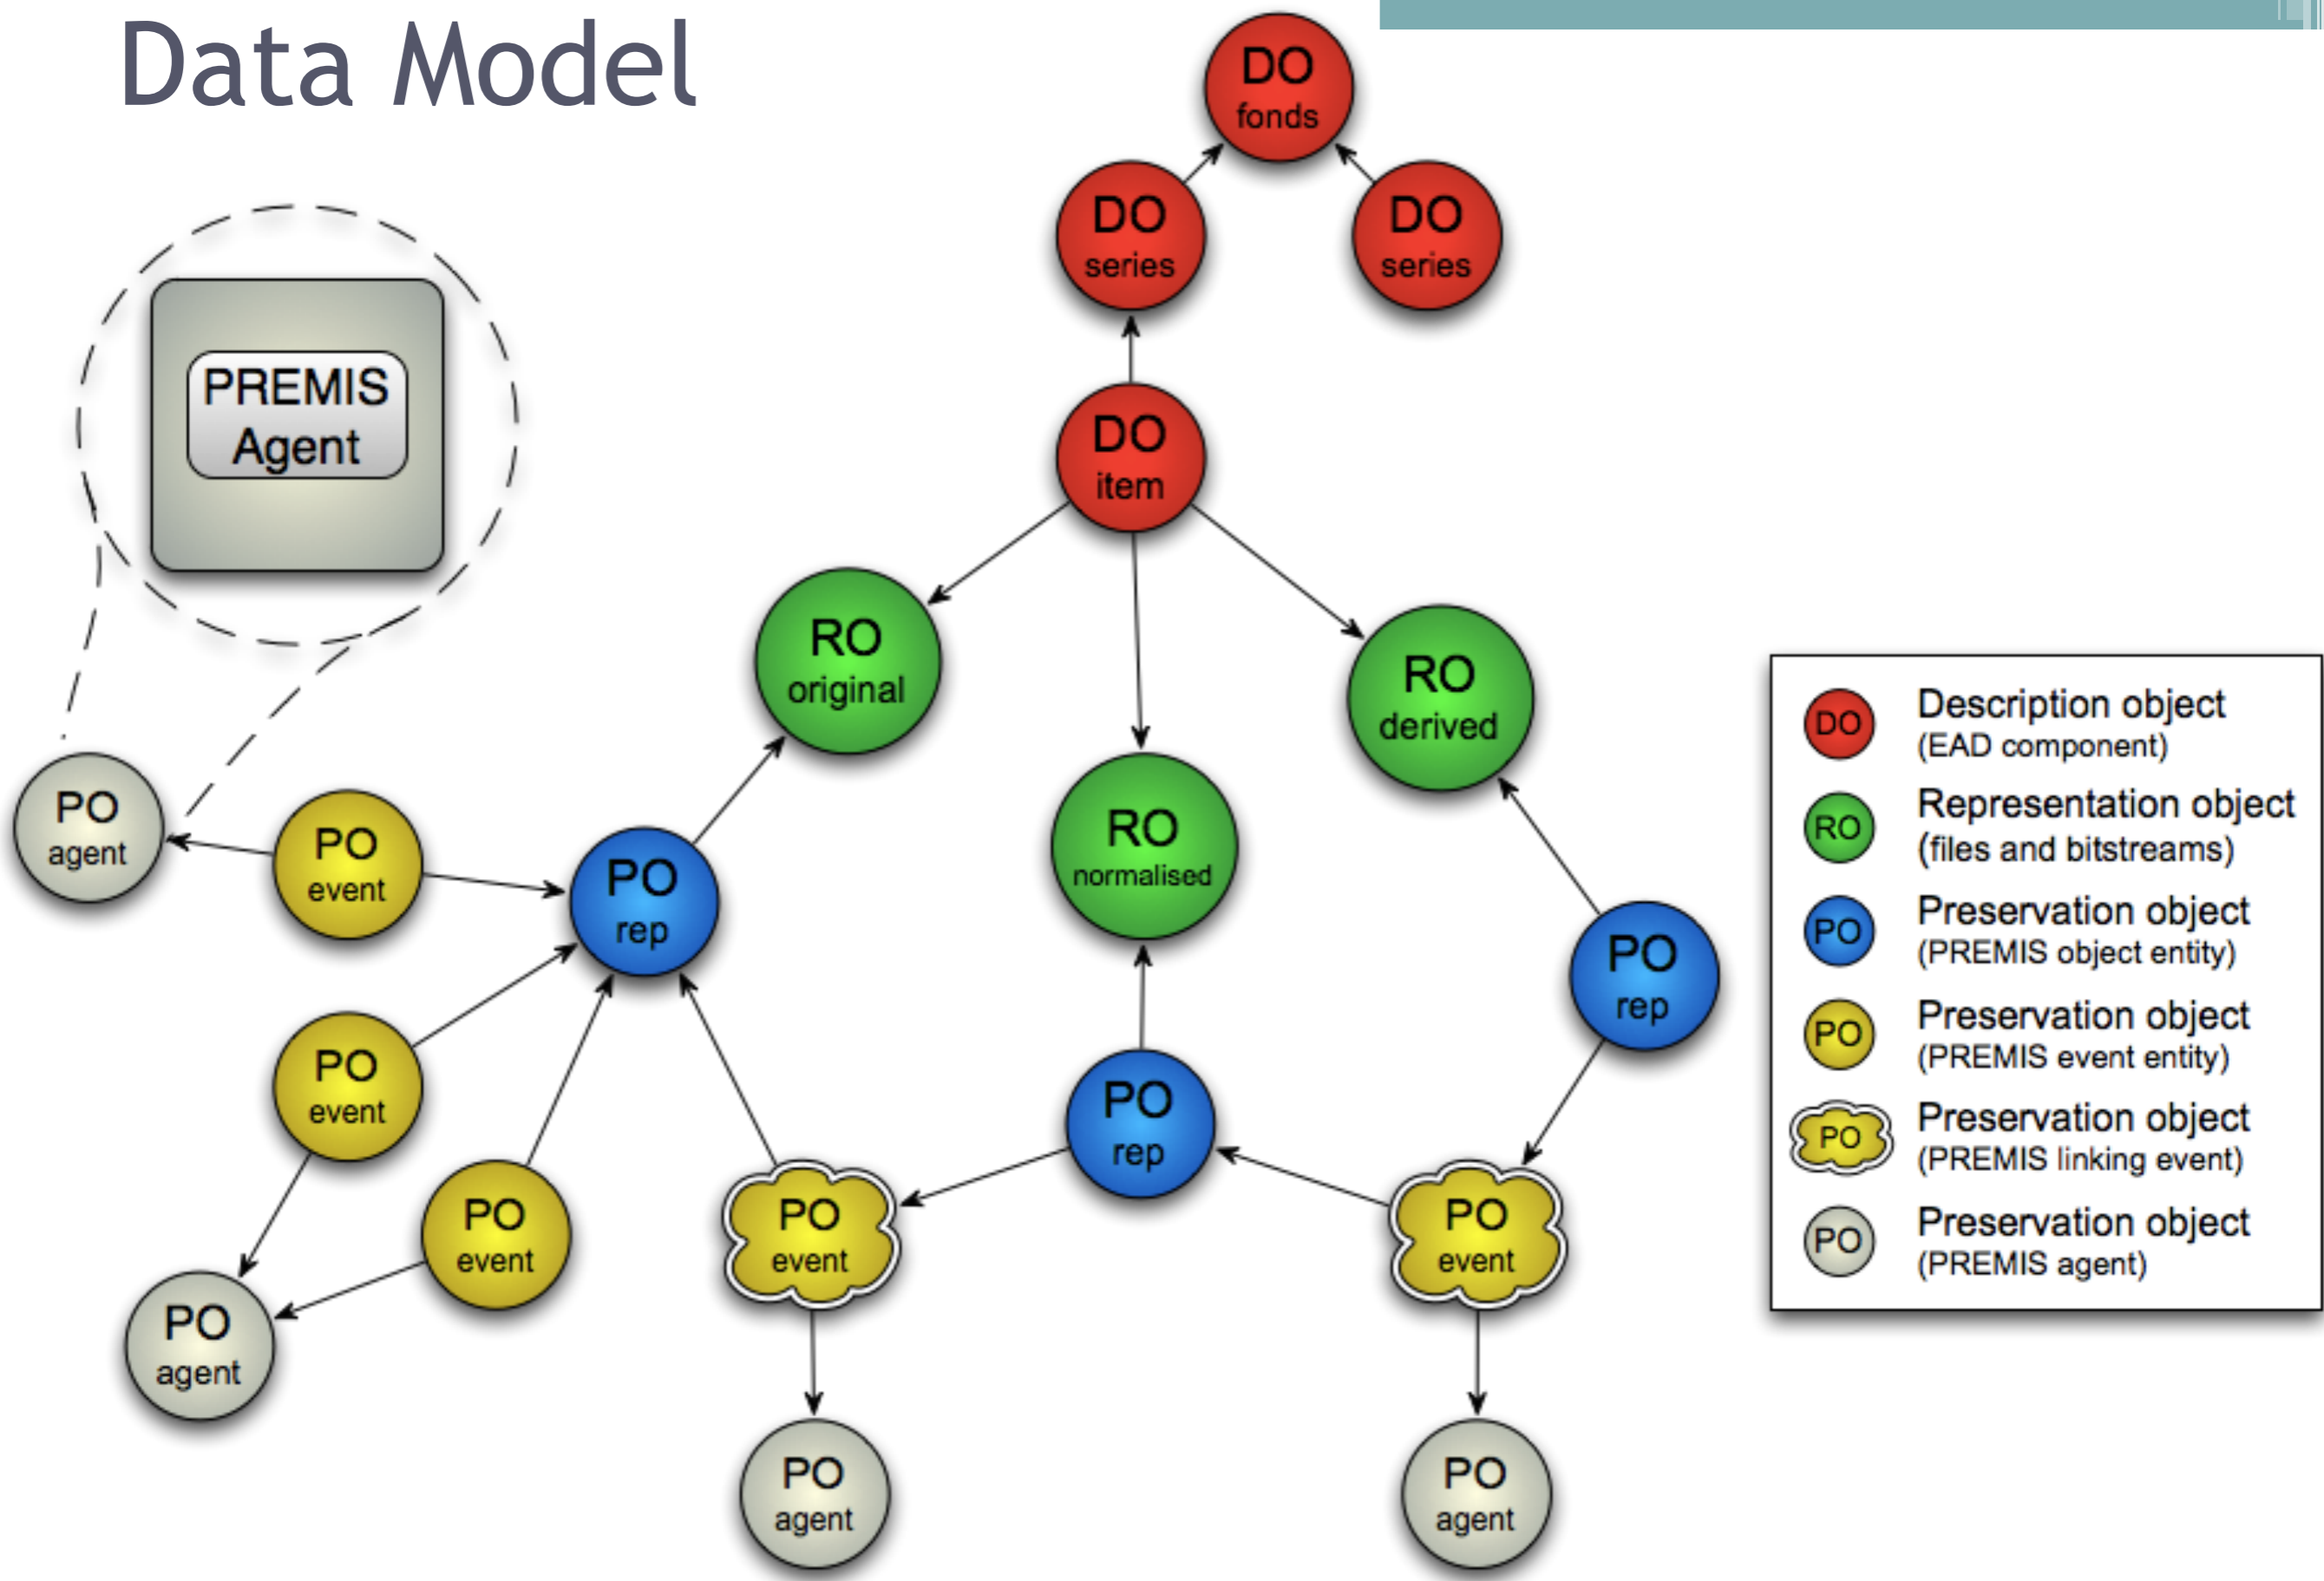 Data Model
DO
fonds
DO
series
DO
series
PREMIS
Agent
DO
item
RO
original
RO
derived
RO
normalised
PO
agent
PO
event
PO
rep
PO
rep
PO
event
PO
rep
PO
event
PO
event
PO
event
PO
agent
PO
agent
PO
agent
DO
Description object
(EAD component)
RO
Representation object
(files and bitstreams)
PO
Preservation object
(PREMIS object entity)
PO
Preservation object
(PREMIS event entity)
PO
Preservation object
(PREMIS linking event)
PO
Preservation object
(PREMIS agent)